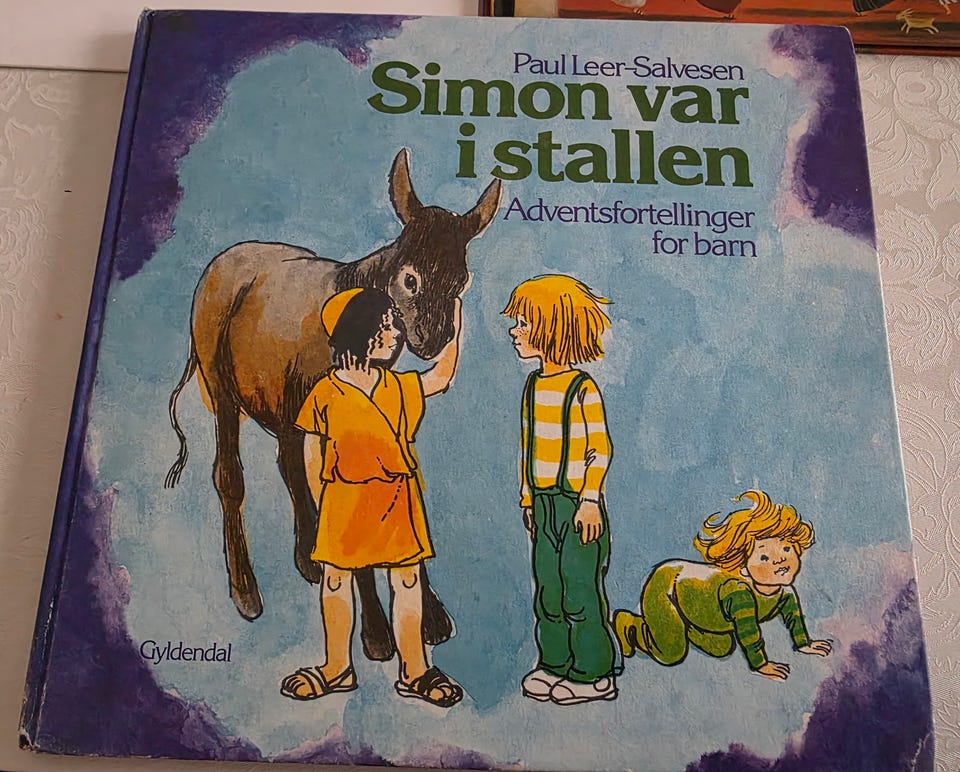 Paul Leer-Salvesen
Simon var
i stallen
Adventsfortellinger
for barn
Gyldendal